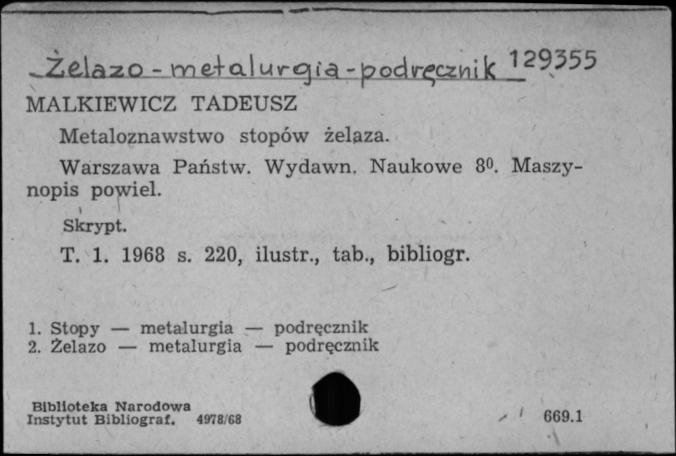 Żelazo - metalurgia - podręcznik 129355
MALKIEWICZ TADEUSZ
Metaloznawstwo stopów żelaza.
Warszawa Państw. Wydawn. Naukowe 8⁰. Maszy-
nopis powiel.
Skrypt.
T. 1. 1968 s. 220, ilustr., tab., bibliogr.
1. Stopy — metalurgia — podręcznik
2. Żelazo — metalurgia — podręcznik
Biblioteka Narodowa
Instytut Bibliograf. 4978/68 669.1